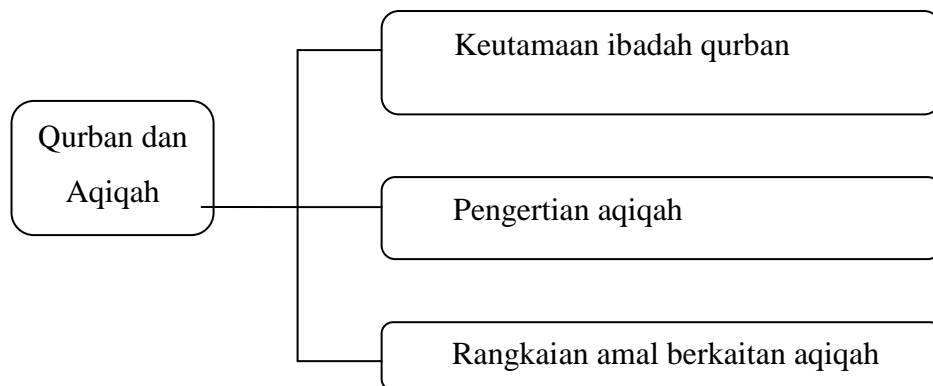 Keutamaan ibadah qurban
Qurban dan
Aqiqah
Pengertian aqiqah
Rangkaian amal berkaitan aqiqah